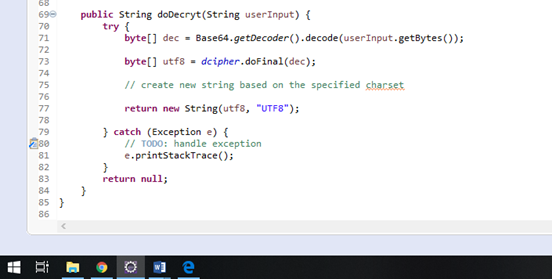 68
69 public String doDecryt(String userInput) {
70 try {
71 byte[] dec = Base64.getDecoder().decode(userInput.getBytes());
72
73 byte[] utf8 = dcipher.doFinal(dec);
74
75 // create new string based on the specified charset
76
77 return new String(utf8, "UTF8");
78
79 } catch (Exception e) {
80 // TODO: handle exception
81 e.printStackTrace();
82 }
83 return null;
84 }
85 }
86